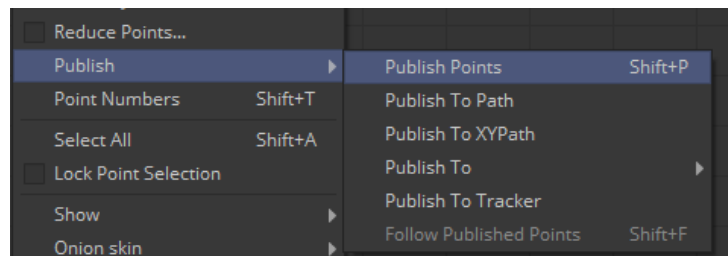 Reduce Points...
Publish
Point Numbers Shift+T
Select All Shift+A
Lock Point Selection
Show
Onion skin
Publish Points Shift+P
Publish To Path
Publish To XYPath
Publish To
Publish To Tracker
Follow Published Points Shift+F